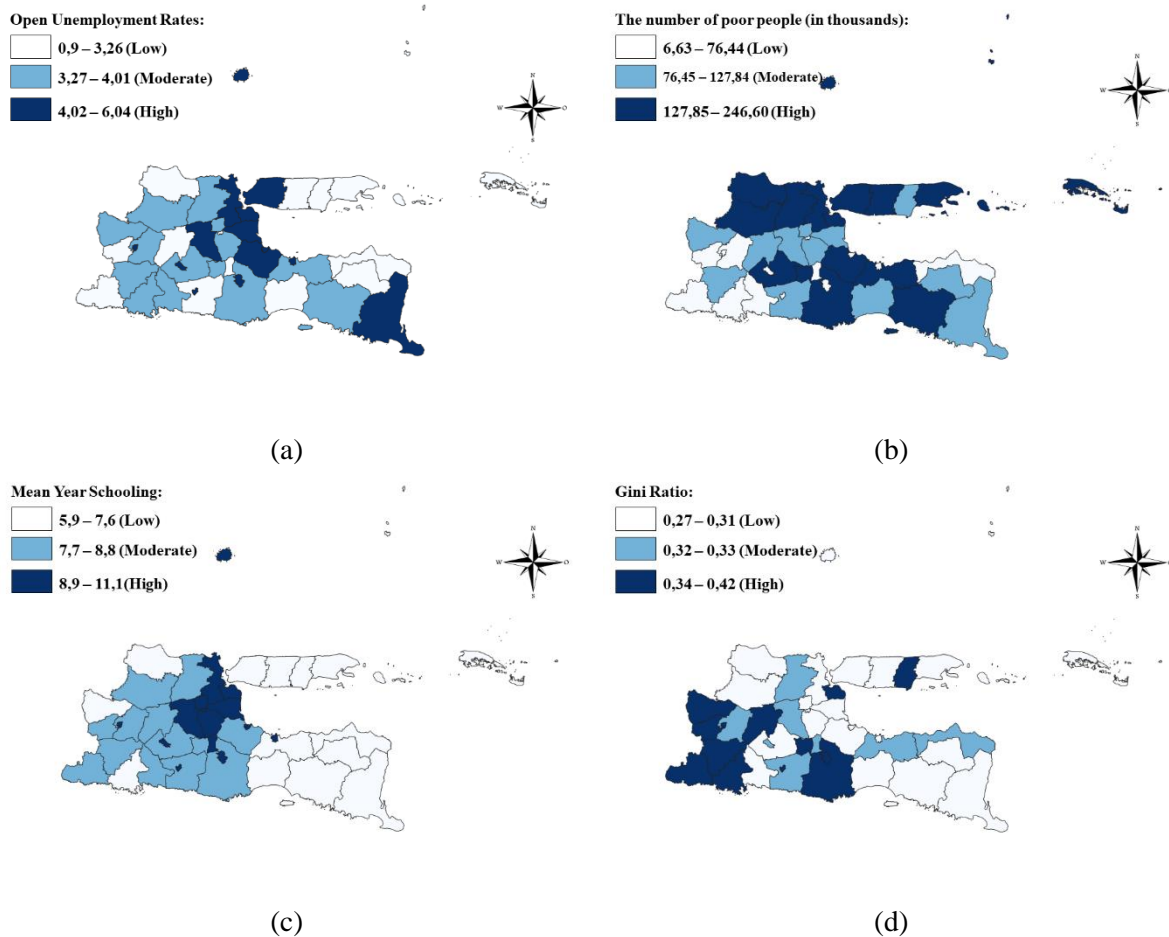 Open Unemployment Rates:
0,9 – 3,26 (Low)
3,27 – 4,01 (Moderate)
4,02 – 6,04 (High)
N
W
O
S
(a)
The number of poor people (in thousands):
6,63 – 76,44 (Low)
76,45 – 127,84 (Moderate)
127,85 – 246,60 (High)
N
W
O
S
(b)
Mean Year Schooling:
5,9 – 7,6 (Low)
7,7 – 8,8 (Moderate)
8,9 – 11,1(High)
N
W
O
S
(c)
Gini Ratio:
0,27 – 0,31 (Low)
0,32 – 0,33 (Moderate)
0,34 – 0,42 (High)
N
W
O
S
(d)